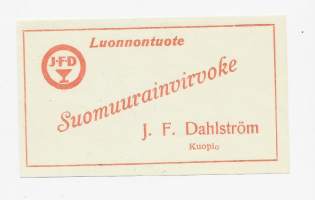 Luonnontuote
J·F·D
Suomuurainvirvoke
J. F. Dahlström
Kuopio